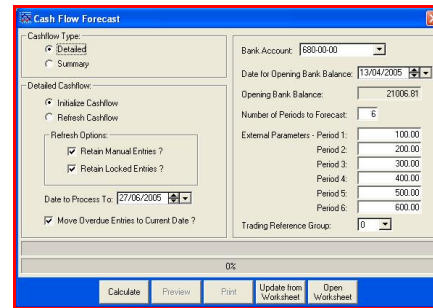 Cash Flow Forecast
Cashflow Type:
Detailed
Summary
Detailed Cashflow:
Initialize Cashflow
Refresh Cashflow
Refresh Options:
Retain Manual Entries ?
Retain Locked Entries ?
Date to Process To: 27/06/2005
Move Overdue Entries to Current Date ?
Bank Account: 680-00-00
Date for Opening Bank Balance: 13/04/2005
Opening Bank Balance: 21006.81
Number of Periods to Forecast: 6
External Parameters - Period 1: 100.00
Period 2: 200.00
Period 3: 300.00
Period 4: 400.00
Period 5: 500.00
Period 6: 600.00
Trading Reference Group: 0
0%
Calculate Preview Print Update from Worksheet Open Worksheet